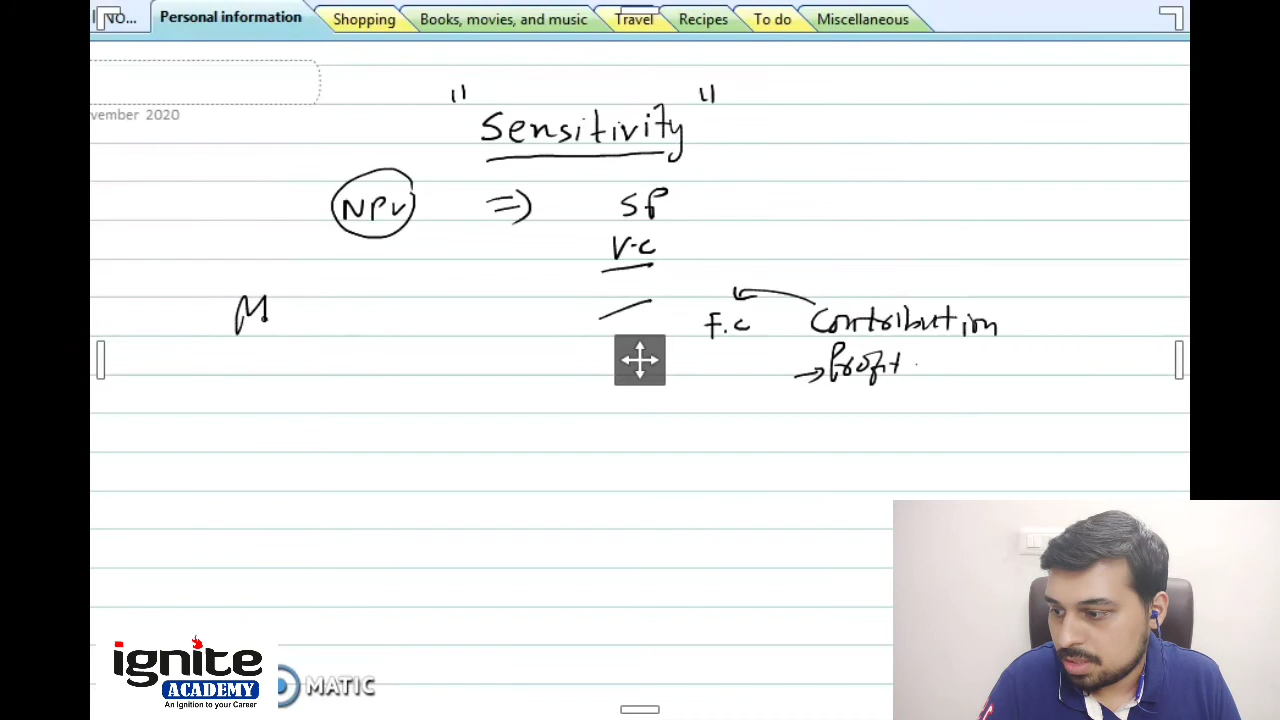 NO... Personal information Shopping Books, movies, and music Travel Recipes To do Miscellaneous
vember 2020
"Sensitivity"
NPV => SP
V.C
M
F.C Contribution
→ Profit
ignite
ACADEMY
An Ignition to your Career
MATIC